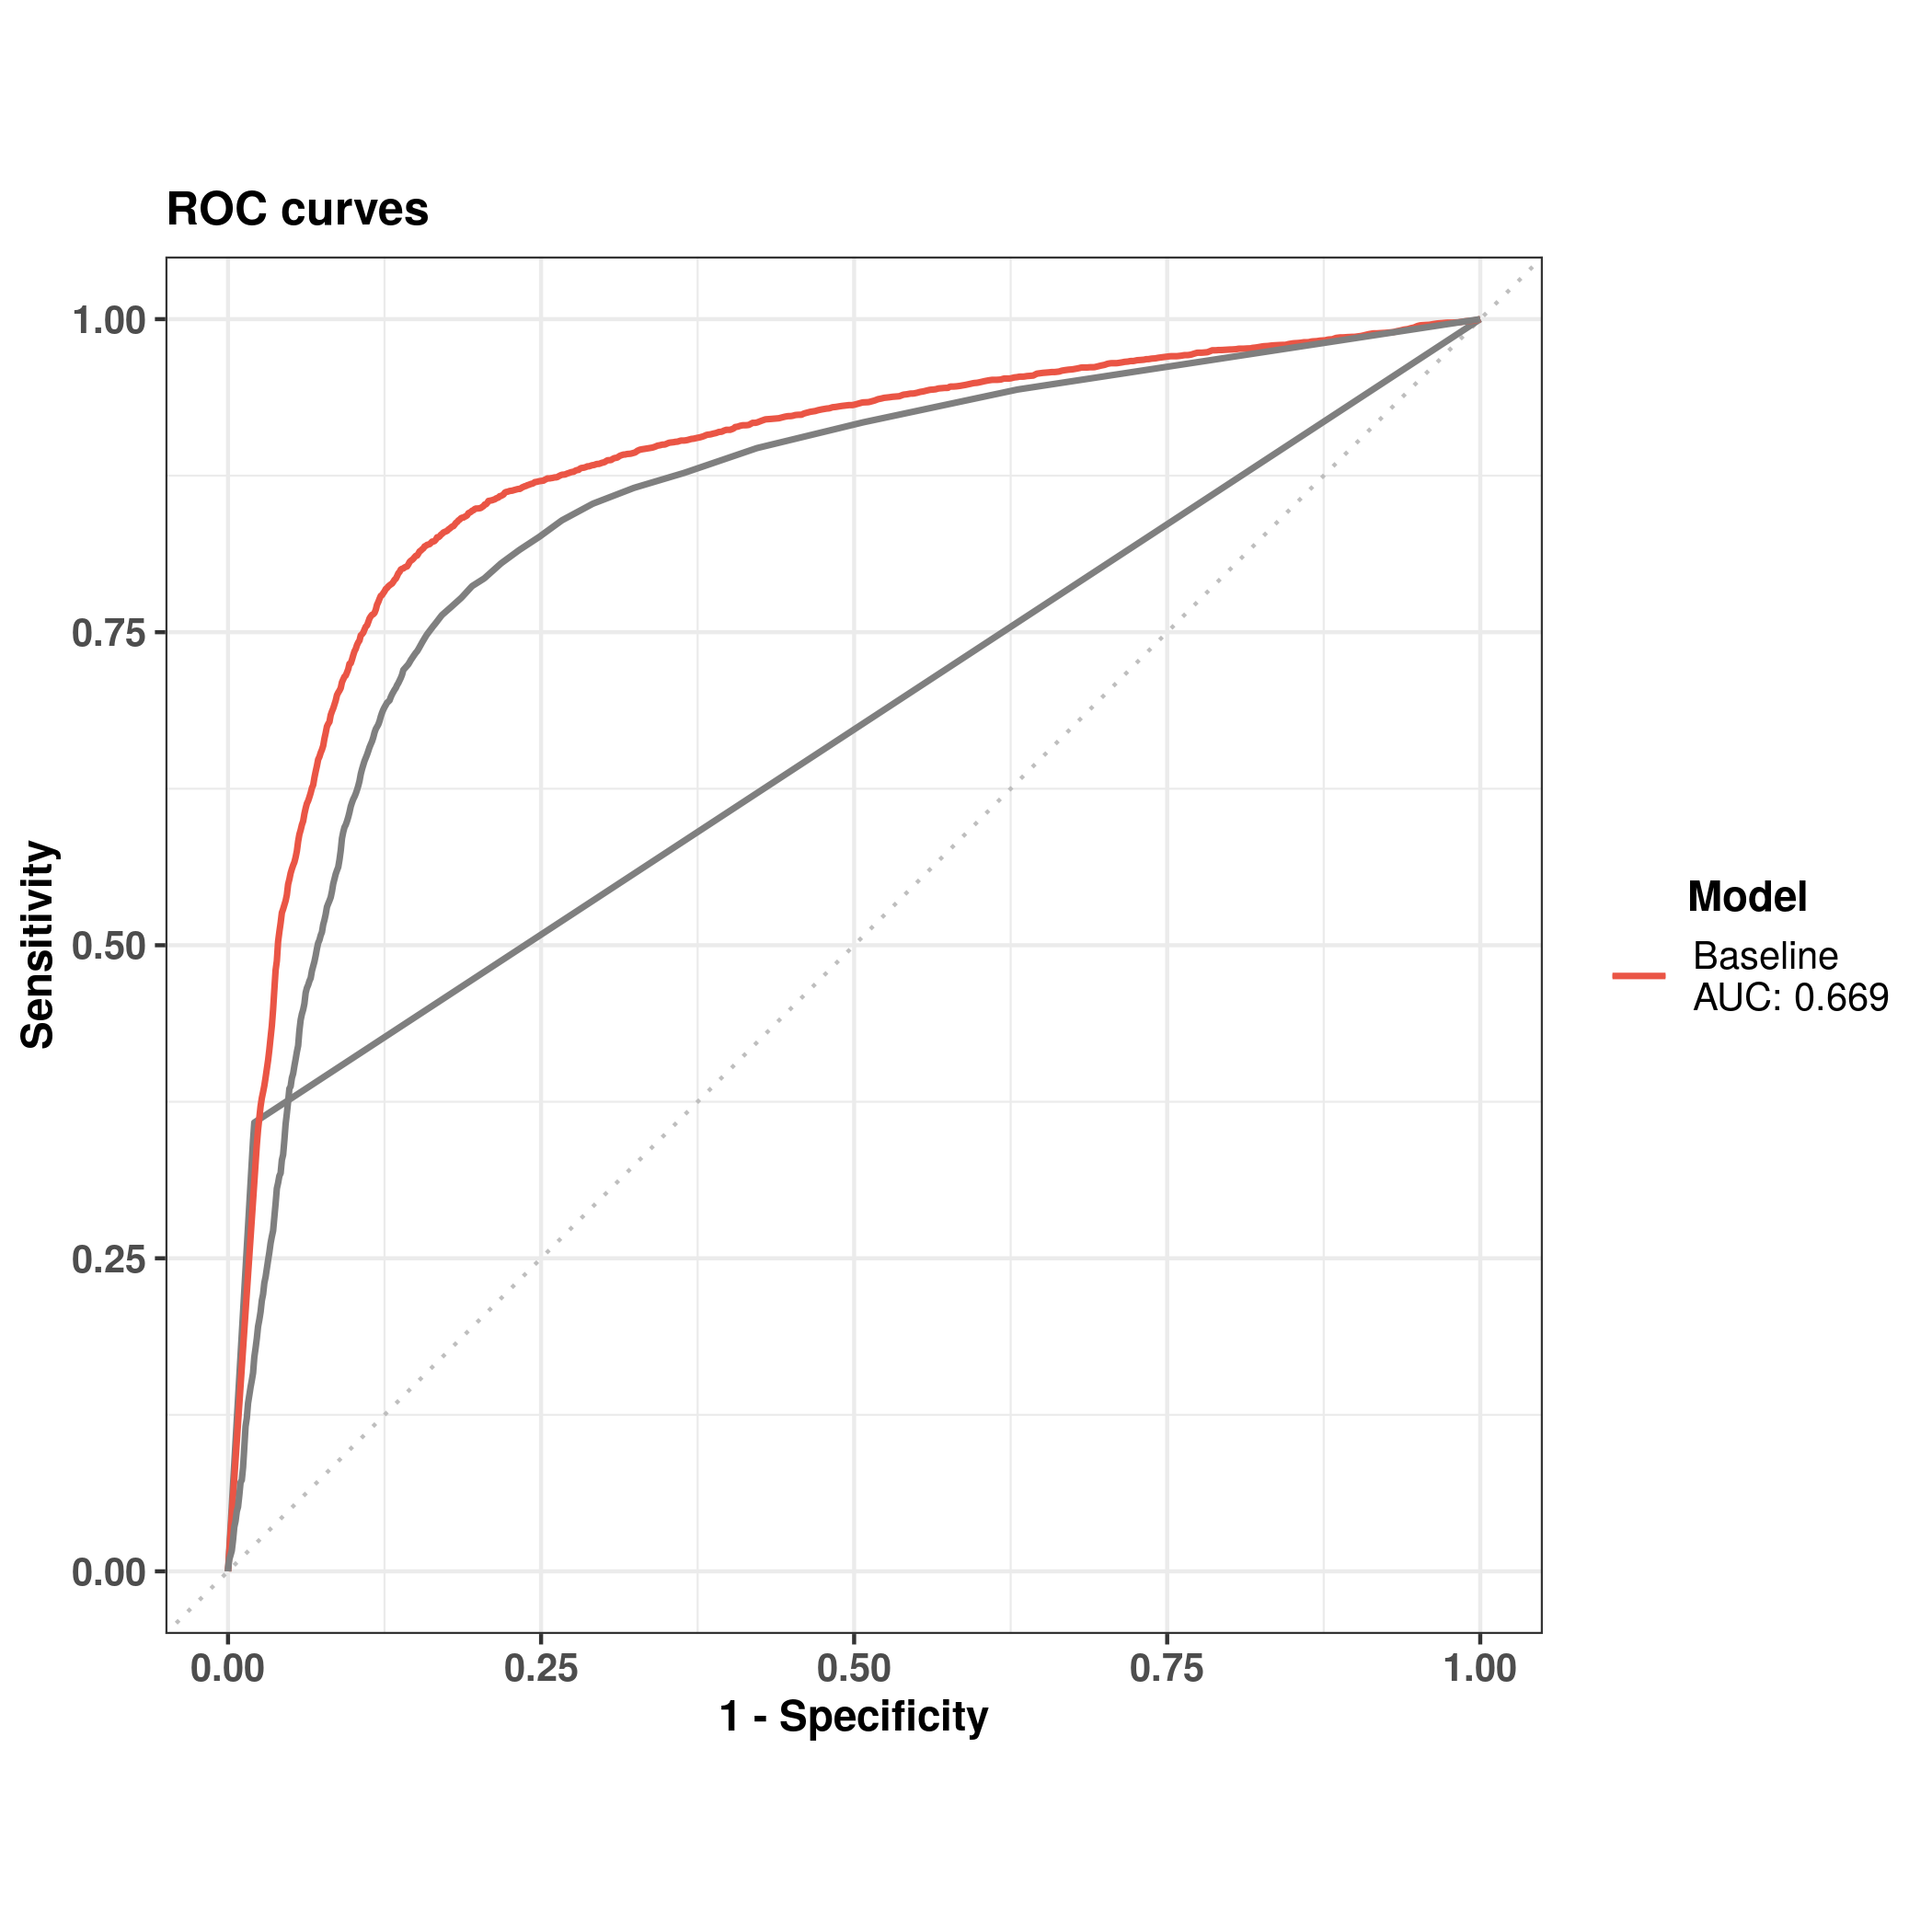 ROC curves
1.00
0.75
0.50
0.25
0.00
Sensitivity
0.00 0.25 0.50 0.75 1.00
1 - Specificity
Model
Baseline
AUC: 0.669